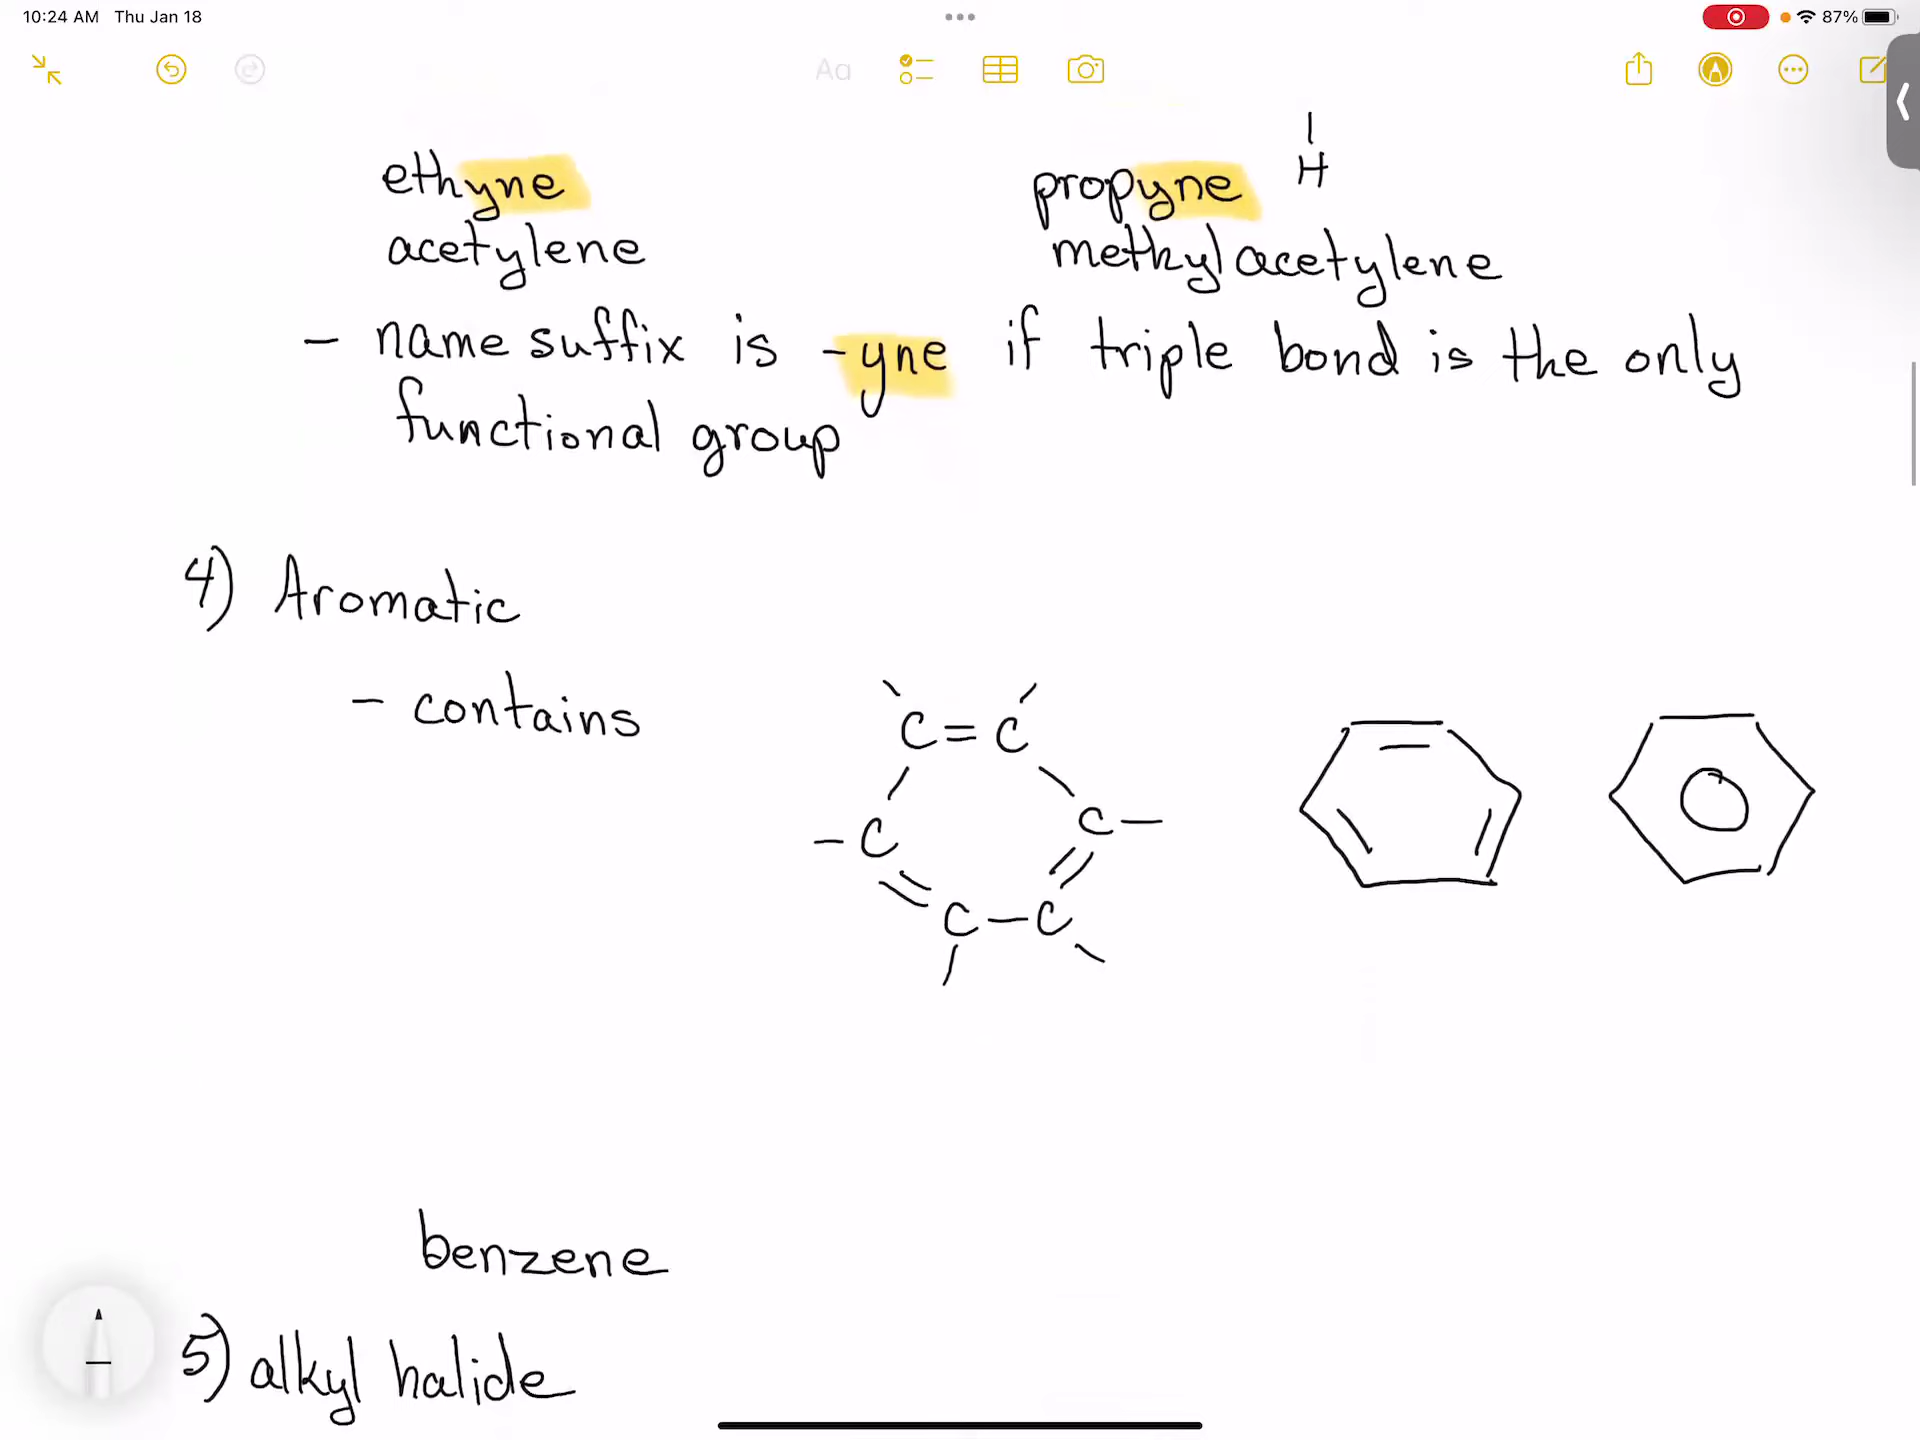 10:24 AM Thu Jan 18
87%
Aa
H
ethyne
propyne
acetylene
methylacetylene
- name suffix is -yne if triple bond is the only
functional group
4) Aromatic
- contains
C = C
- C
C -
C - C
benzene
5) alkyl halide